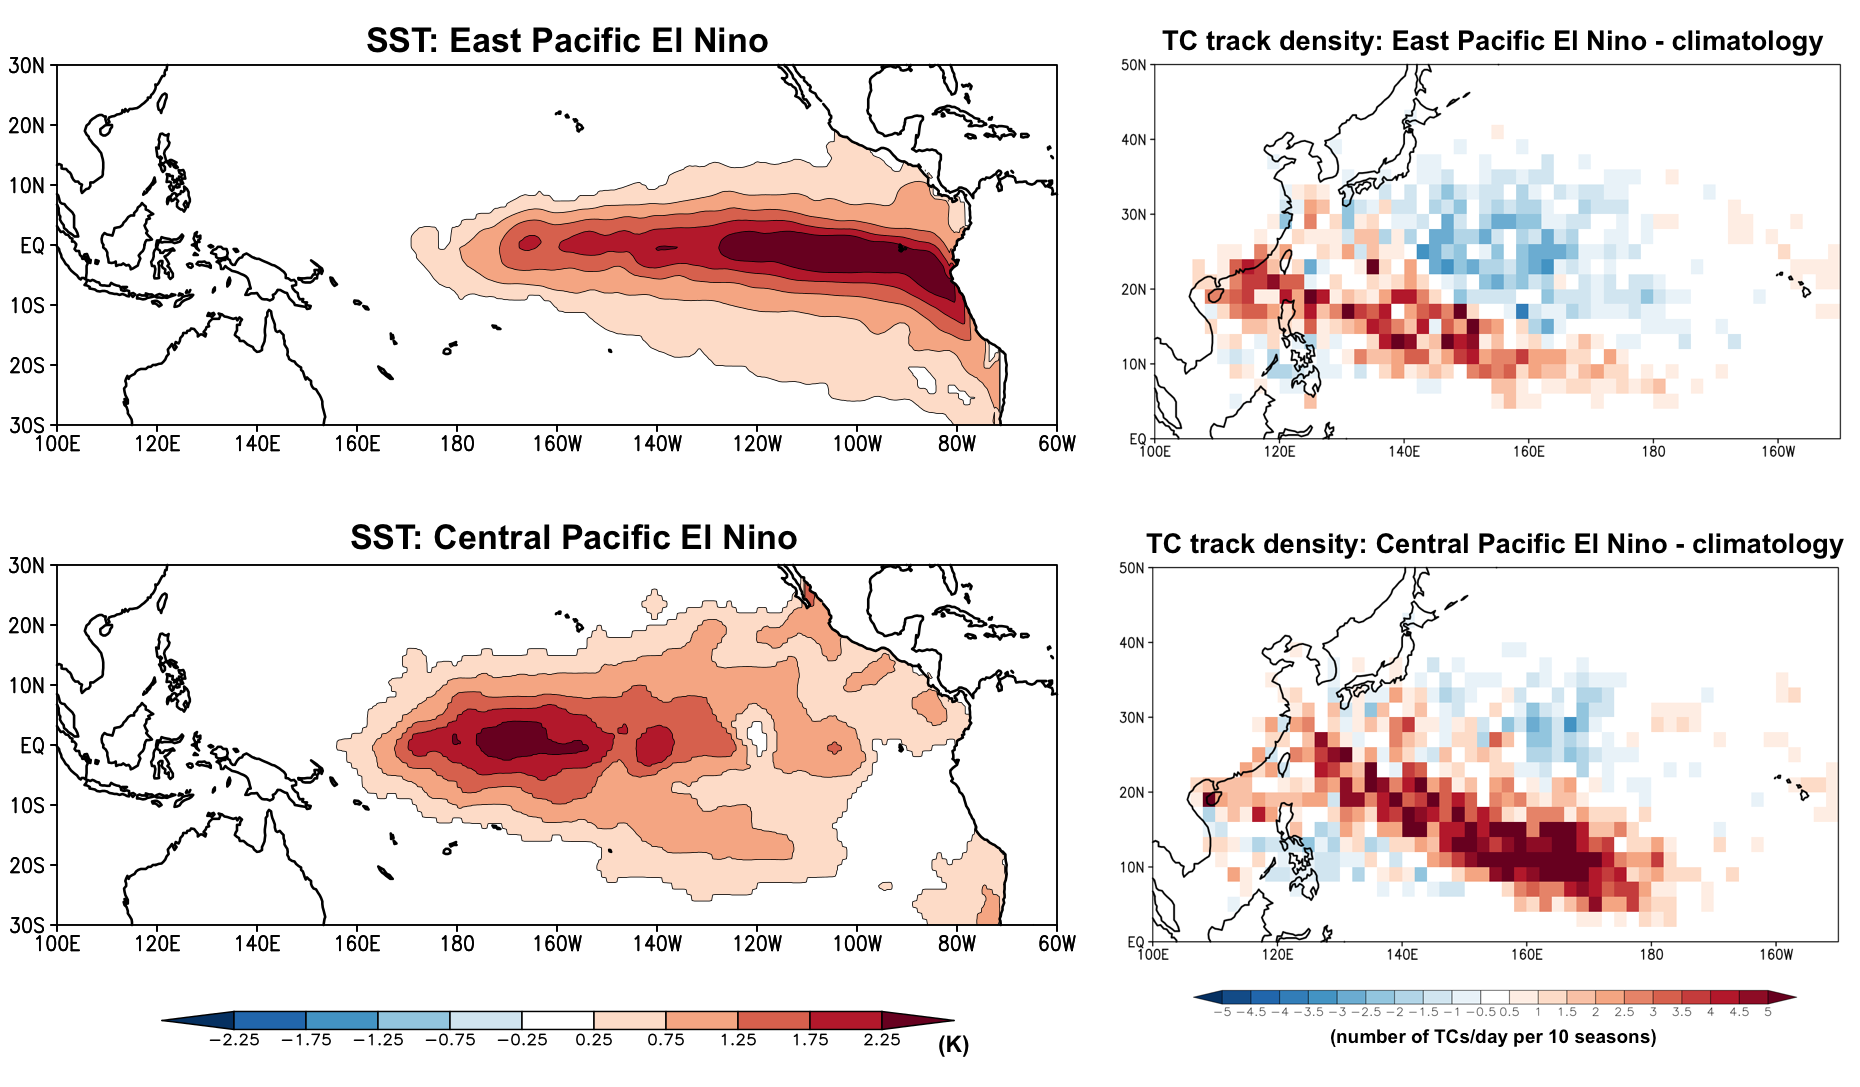 SST: East Pacific El Nino
30N
20N
10N
EQ
10S
20S
30S
100E 120E 140E 160E 180 160W 140W 120W 100W 80W 60W
TC track density: East Pacific El Nino - climatology
50N
40N
30N
20N
10N
EQ
100E 120E 140E 160E 180 160W
SST: Central Pacific El Nino
30N
20N
10N
EQ
10S
20S
30S
100E 120E 140E 160E 180 160W 140W 120W 100W 80W 60W
TC track density: Central Pacific El Nino - climatology
50N
40N
30N
20N
10N
EQ
100E 120E 140E 160E 180 160W
−2.25 −1.75 −1.25 −0.75 −0.25 0.25 0.75 1.25 1.75 2.25
(K)
−5 −4.5 −4 −3.5 −3 −2.5 −2 −1.5 −1 −0.5 0.5 1 1.5 2 2.5 3 3.5 4 4.5 5
(number of TCs/day per 10 seasons)